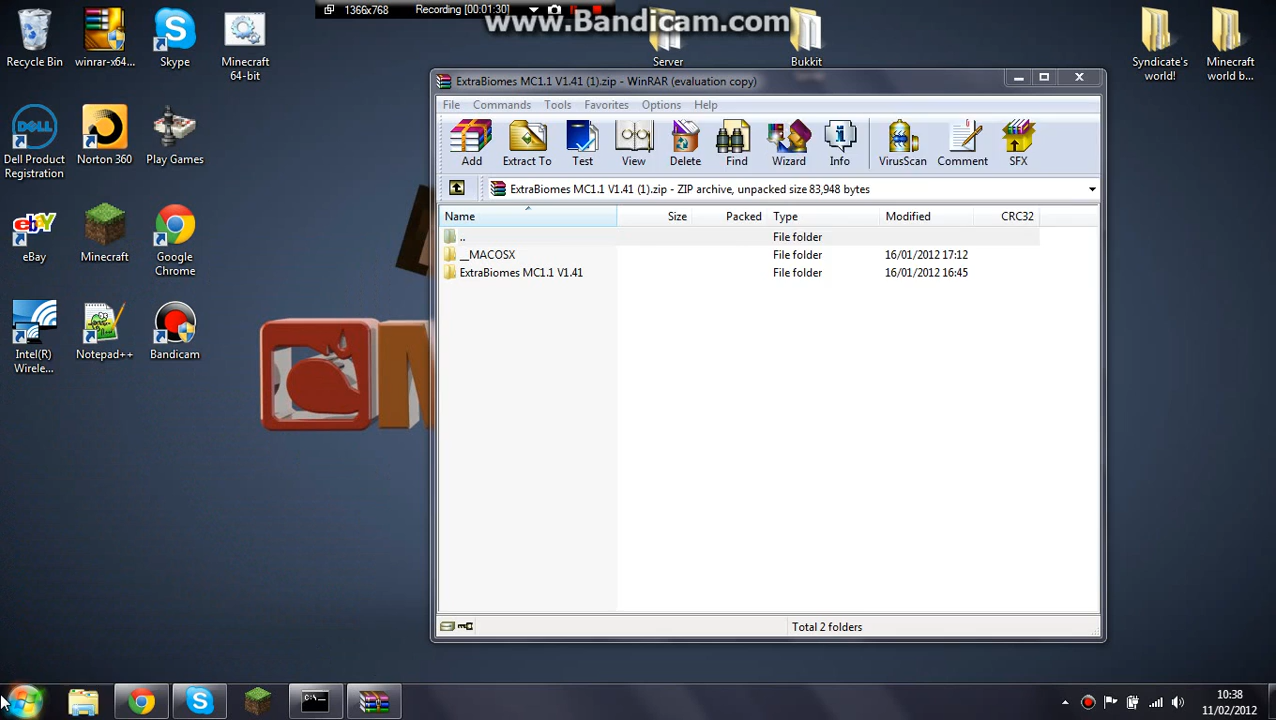 1366x768 Recording [00:01:30]
www.Bandicam.com
Recycle Bin
winrar-x64...
Skype
Minecraft
64-bit
Server
Bukkit
Syndicate's
world!
Minecraft
world b...
Dell Product
Registration
Norton 360
Play Games
eBay
Minecraft
Google
Chrome
Intel(R)
Wirele...
Notepad++
Bandicam
ExtraBiomes MC1.1 V1.41 (1).zip - WinRAR (evaluation copy)
File Commands Tools Favorites Options Help
Add Extract To Test View Delete Find Wizard Info VirusScan Comment SFX
ExtraBiomes MC1.1 V1.41 (1).zip - ZIP archive, unpacked size 83,948 bytes
Name Size Packed Type Modified CRC32
.. File folder
__MACOSX File folder 16/01/2012 17:12
ExtraBiomes MC1.1 V1.41 File folder 16/01/2012 16:45
Total 2 folders
10:38
11/02/2012